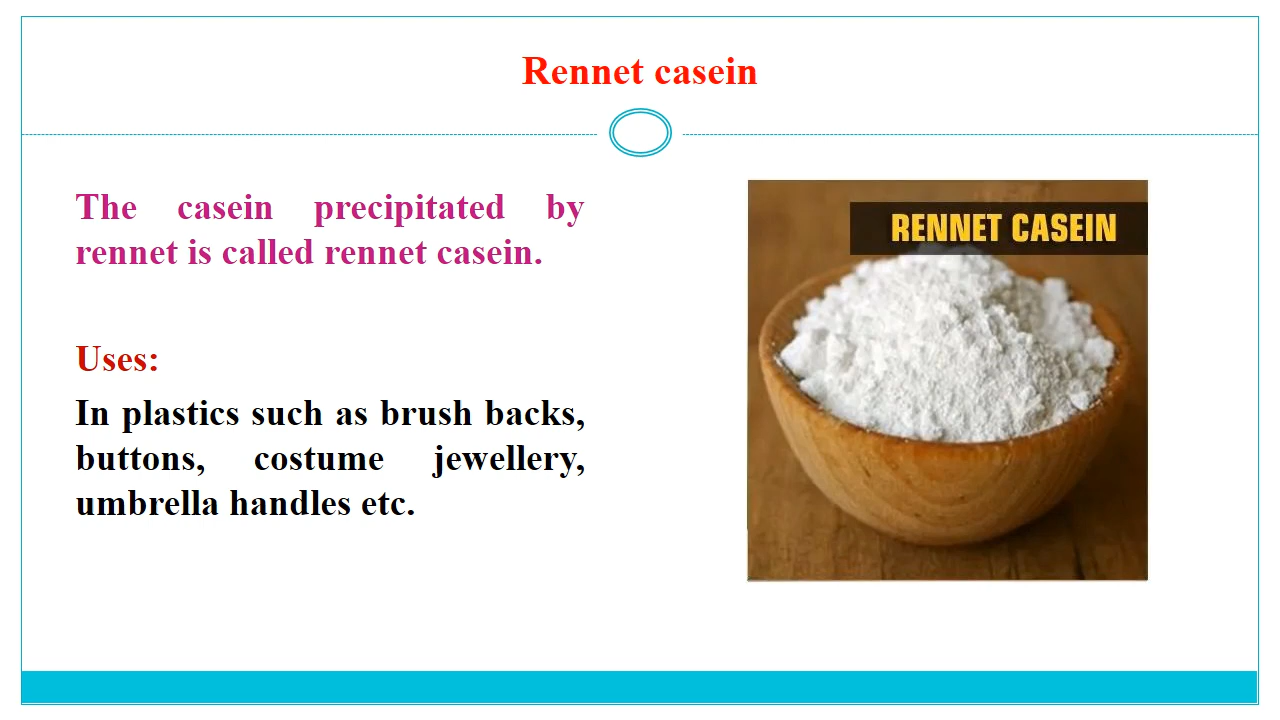 Rennet casein
The casein precipitated by
rennet is called rennet casein.
Uses:
In plastics such as brush backs,
buttons, costume jewellery,
umbrella handles etc.
RENNET CASEIN